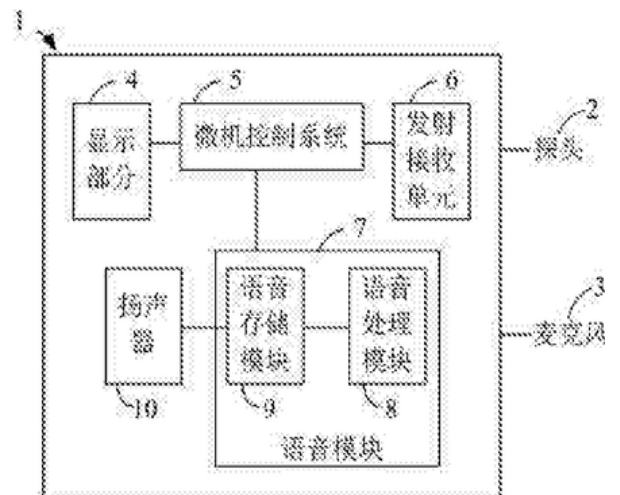 1
4
5
6
2
显示
部分
微机控制系统
发射
接收
单元
探头
7
3
扬声
器
语音
存储
模块
语音
处理
模块
麦克风
10
9
8
语音模块